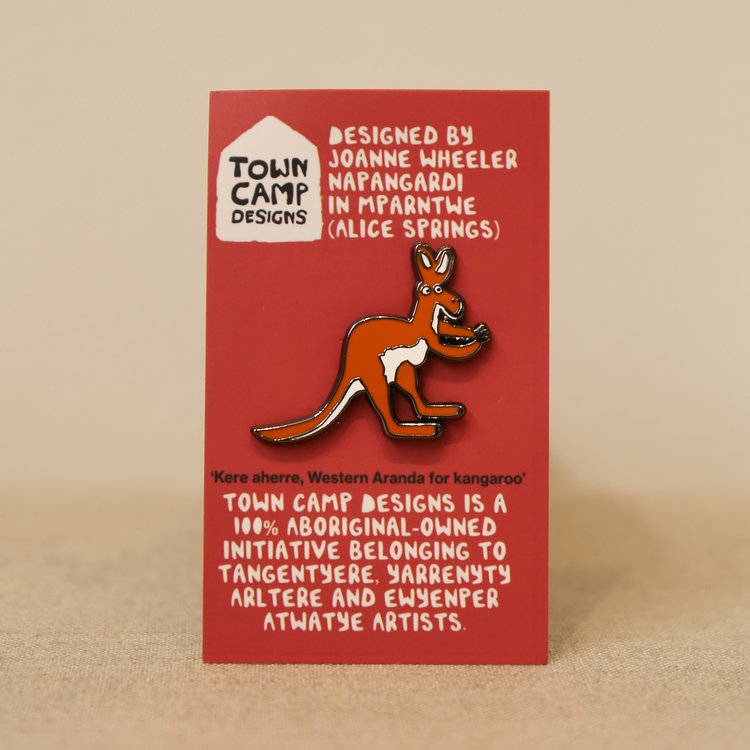 TOWN
CAMP
DESIGNS
DESIGNED BY
JOANNE WHEELER
NAPANGARDI
IN MPARNTWE
(ALICE SPRINGS)
'Kere aherre, Western Aranda for kangaroo'
TOWN CAMP DESIGNS IS A
100% ABORIGINAL-OWNED
INITIATIVE BELONGING TO
TANGENTYERE, YARRENYTY
ARLTERE AND EWYENPER
ATWATYE ARTISTS.